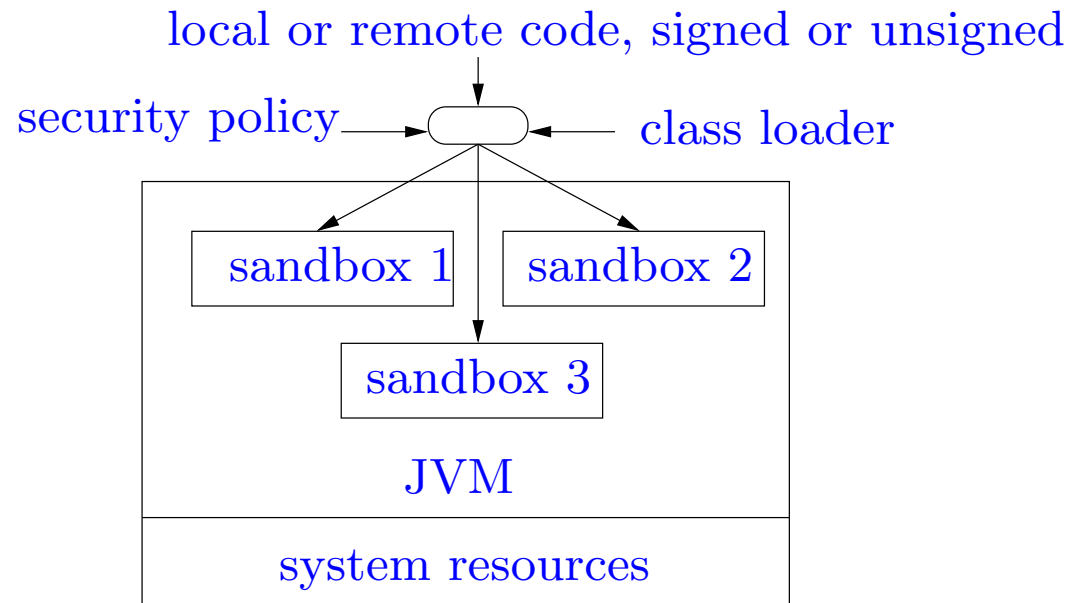 local or remote code, signed or unsigned
security policy
class loader
sandbox 1
sandbox 2
sandbox 3
JVM
system resources